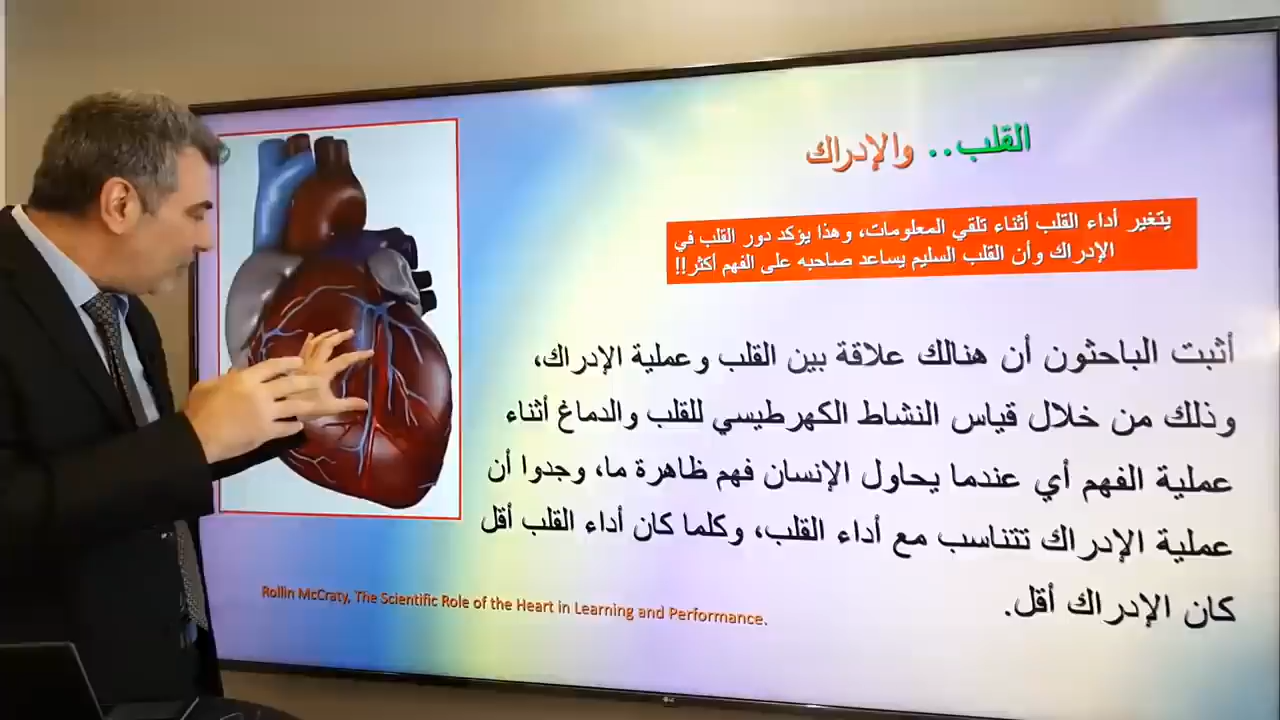 القلب.. والإدراك
يتغير أداء القلب أثناء تلقي المعلومات، وهذا يؤكد دور القلب في
الإدراك وأن القلب السليم يساعد صاحبه على الفهم أكثر!!
أثبت الباحثون أن هنالك علاقة بين القلب وعملية الإدراك،
وذلك من خلال قياس النشاط الكهرطيسي للقلب والدماغ أثناء
عملية الفهم أي عندما يحاول الإنسان فهم ظاهرة ما، وجدوا أن
عملية الإدراك تتناسب مع أداء القلب، وكلما كان أداء القلب أقل
كان الإدراك أقل.
Rollin McCraty, The Scientific Role of the Heart in Learning and Performance.
LG